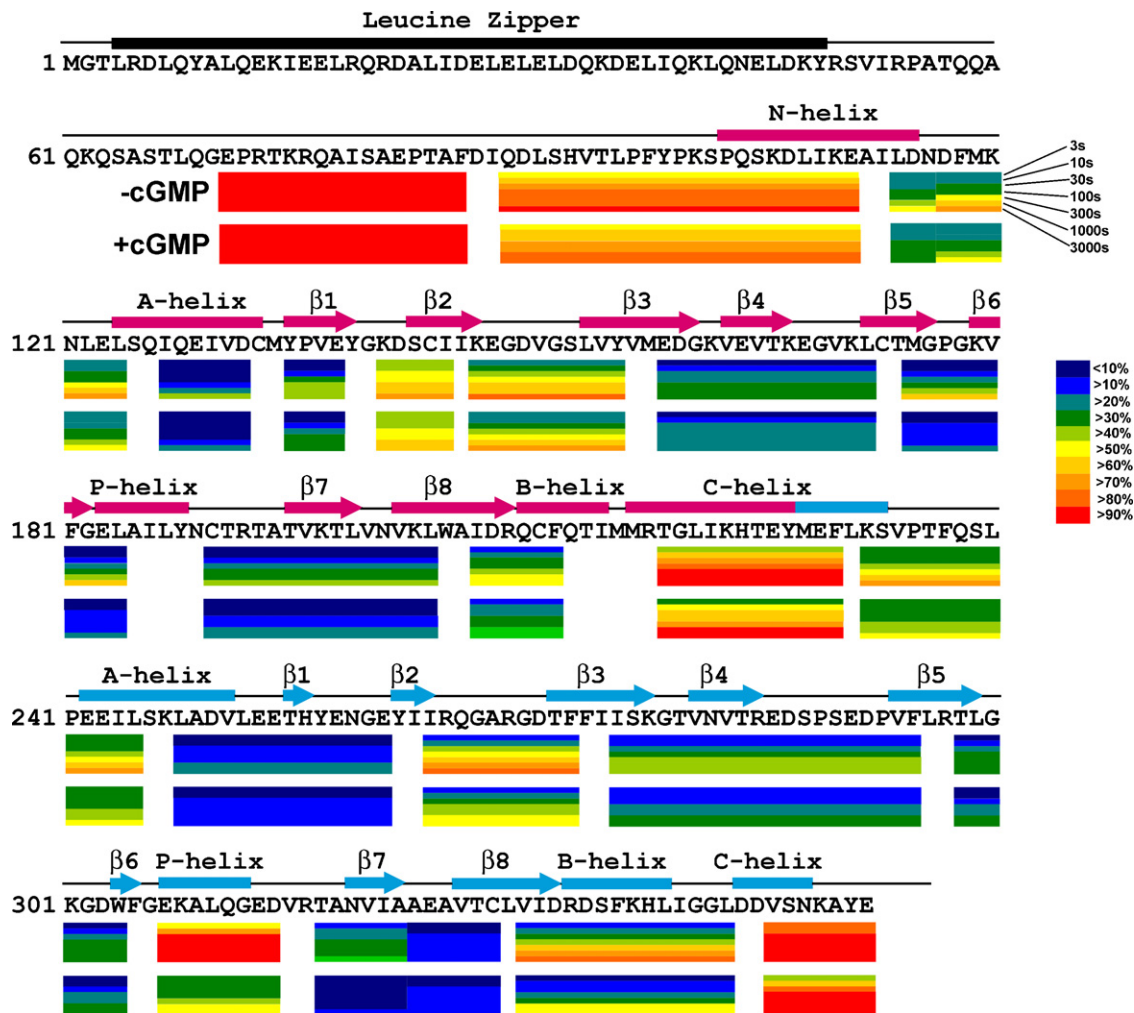 Leucine Zipper
1 MGTLRDLQYALQEKIEELRQRDALIDELELELDQKDELIQKLQNELDKYRSVIRPATQQA
N-helix
61 QKQSASTLQGEPRTKRQAISAEPTAFDIQDLSHVTLPFYPKSPQSKDLIKEAILDNDFMK
-cGMP
+cGMP
3s
10s
30s
100s
300s
1000s
3000s
A-helix β1 β2 β3 β4 β5 β6
121 NLELSQIQEIVDCMYPVEYGKDSCIIKEGDVGSLVYVMEDGKVEVTKEGVKLCTMGPGKV
<10%
>10%
>20%
>30%
>40%
>50%
>60%
>70%
>80%
>90%
P-helix β7 β8 B-helix C-helix
181 FGELAILYNCTRTATVKTLVNVKLWAIDRQCFQTIMMRTGLIKHTEYMEFLKSVPTFQSL
A-helix β1 β2 β3 β4 β5
241 PEEILSKLADVLEETHYENGEYIIRQGARGDTFFIISKGTVNVTREDSPSEDPVFLRTLG
β6 P-helix β7 β8 B-helix C-helix
301 KGDWFGEKALQGEDVRTANVIAAEAVTCLVIDRDSFKHLIGGLDDVSNKAYE